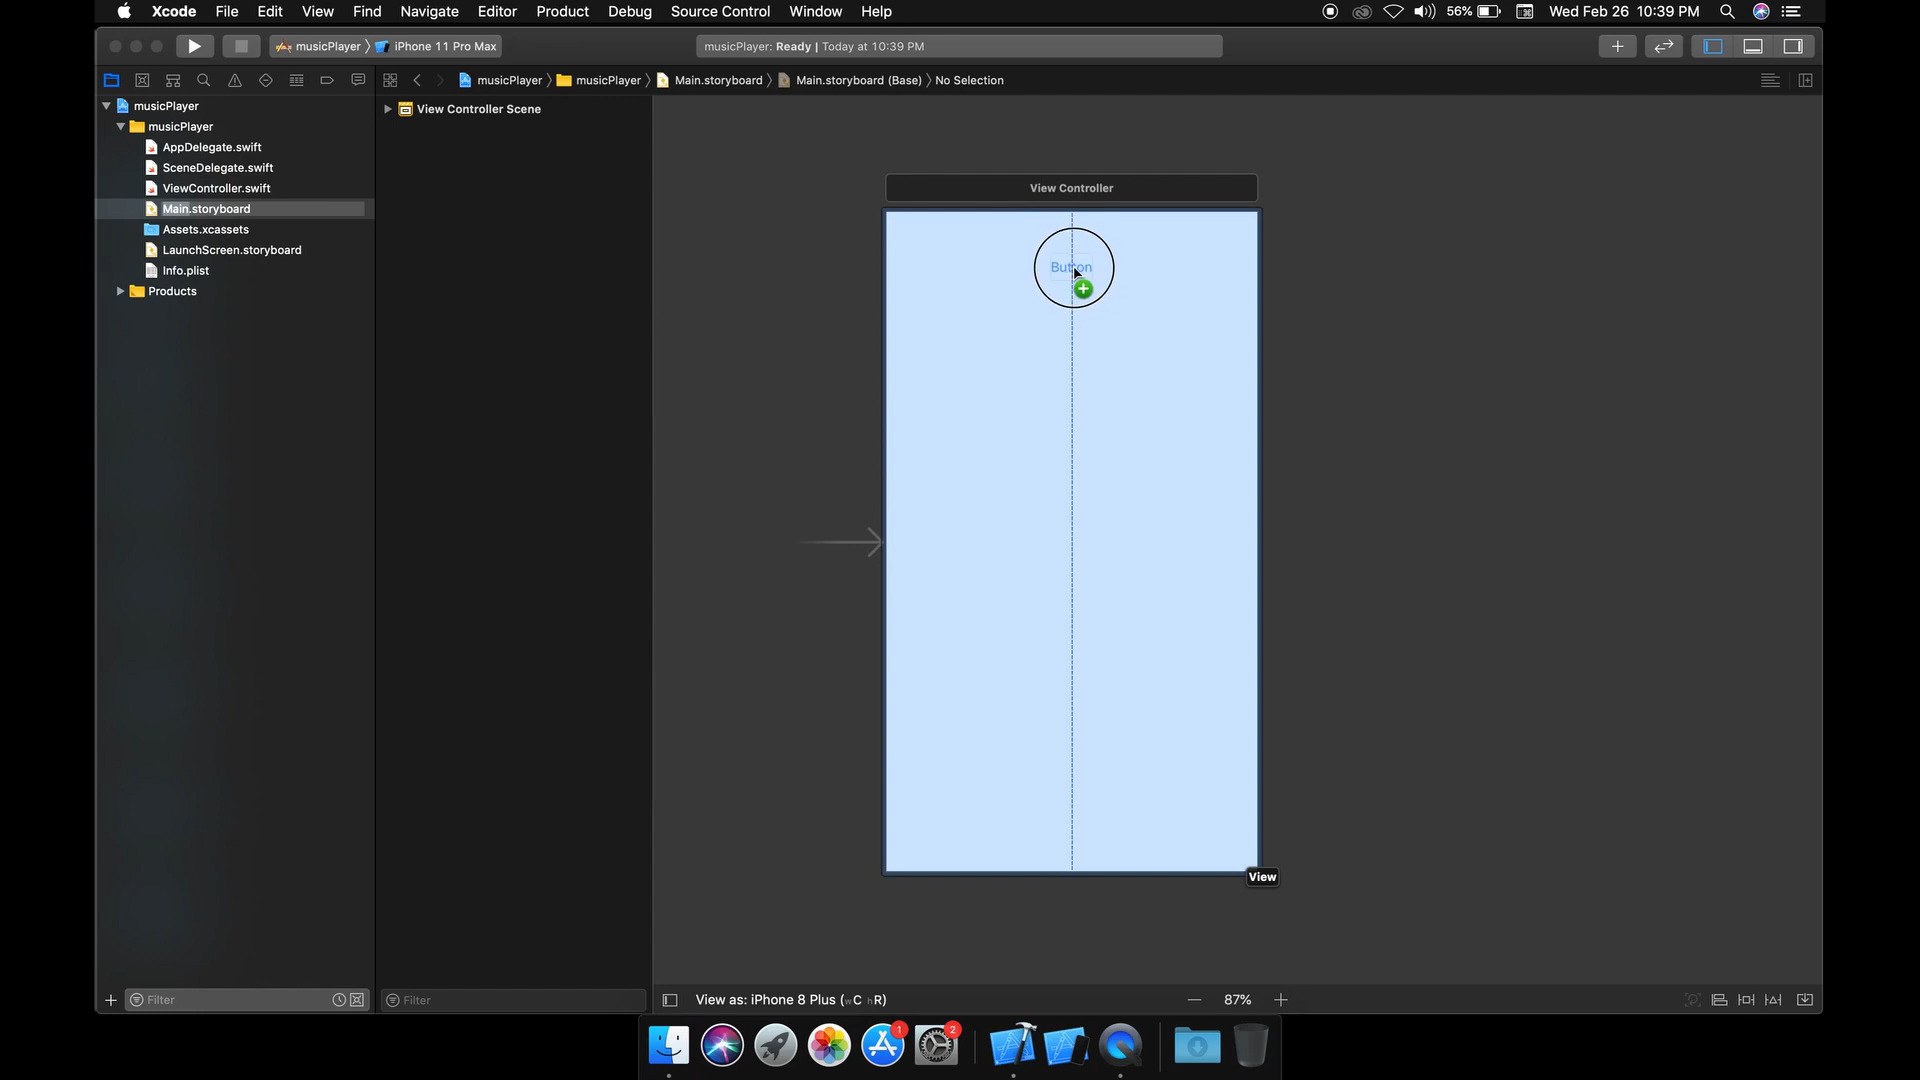 Xcode File Edit View Find Navigate Editor Product Debug Source Control Window Help 56% Wed Feb 26 10:39 PM
musicPlayer iPhone 11 Pro Max musicPlayer: Ready | Today at 10:39 PM
musicPlayer musicPlayer Main.storyboard Main.storyboard (Base) No Selection
musicPlayer
musicPlayer
AppDelegate.swift
SceneDelegate.swift
ViewController.swift
Main.storyboard
Assets.xcassets
LaunchScreen.storyboard
Info.plist
Products
View Controller Scene
View Controller
Button
View
Filter
Filter
View as: iPhone 8 Plus (wC hR)
87%
1
2